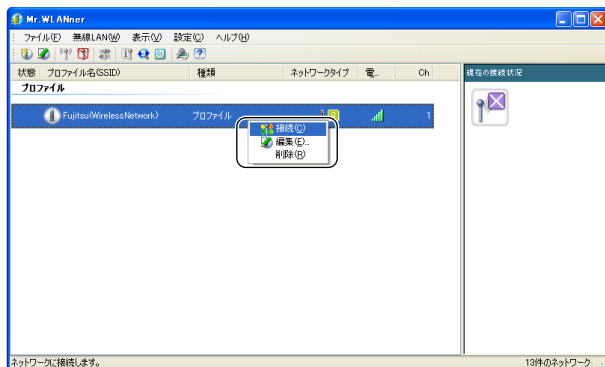 Mr.WLANner
ファイル(F) 無線LAN(W) 表示(V) 設定(C) ヘルプ(H)
状態 プロファイル名(SSID) 種類 ネットワークタイプ 電... Ch
現在の接続状況
プロファイル
Fujitsu(WirelessNetwork) プロファイル 1
接続(C)
編集(E)...
削除(R)
ネットワークに接続します。 13件のネットワーク